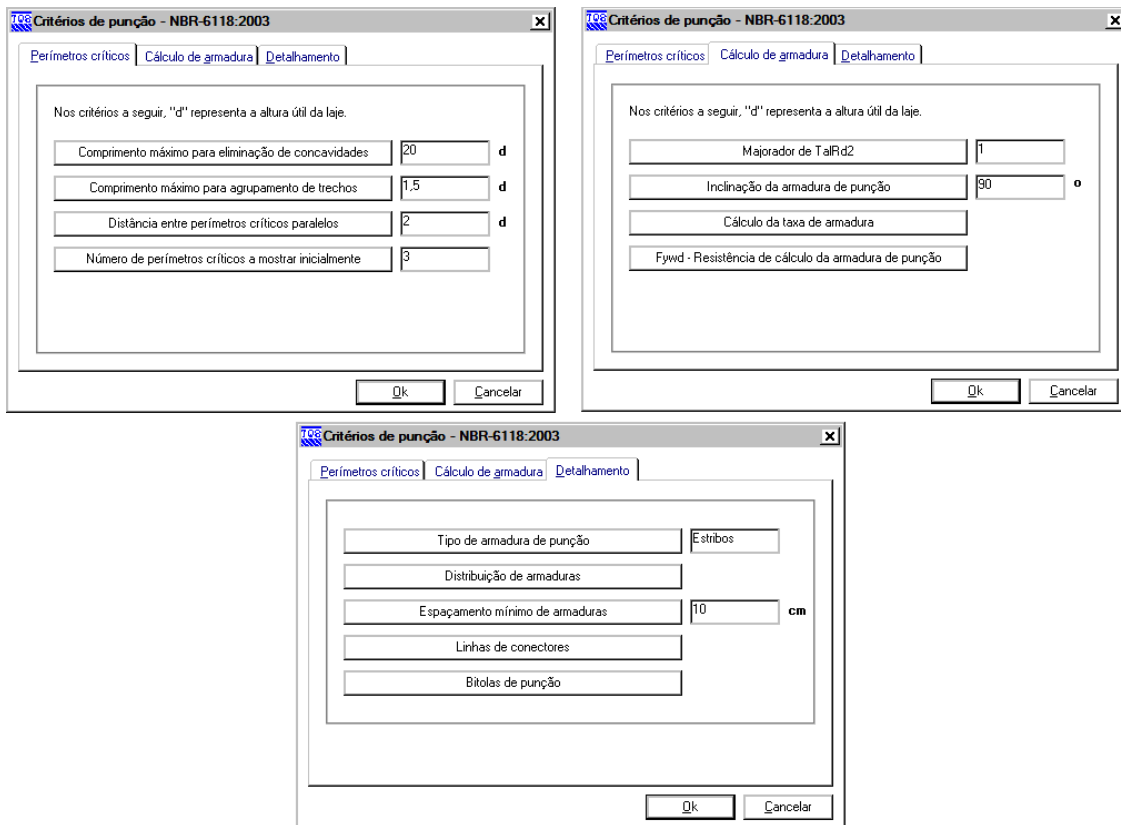 TQS Critérios de punção - NBR-6118:2003
Perímetros críticos Cálculo de armadura Detalhamento
Nos critérios a seguir, "d" representa a altura útil da laje.
Comprimento máximo para eliminação de concavidades 20 d
Comprimento máximo para agrupamento de trechos 1,5 d
Distância entre perímetros críticos paralelos 2 d
Número de perímetros críticos a mostrar inicialmente 3
Ok Cancelar
TQS Critérios de punção - NBR-6118:2003
Perímetros críticos Cálculo de armadura Detalhamento
Nos critérios a seguir, "d" representa a altura útil da laje.
Majorador de TalRd2 1
Inclinação da armadura de punção 90 o
Cálculo da taxa de armadura
Fywd - Resistência de cálculo da armadura de punção
Ok Cancelar
TQS Critérios de punção - NBR-6118:2003
Perímetros críticos Cálculo de armadura Detalhamento
Tipo de armadura de punção Estribos
Distribuição de armaduras
Espaçamento mínimo de armaduras 10 cm
Linhas de conectores
Bitolas de punção
Ok Cancelar